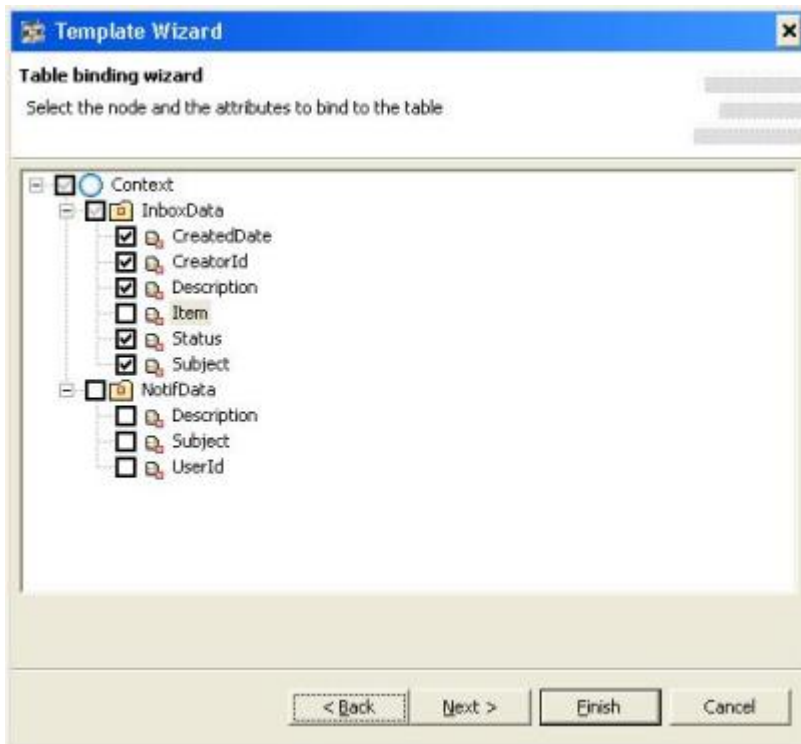 Template Wizard
Table binding wizard
Select the node and the attributes to bind to the table
Context
InboxData
CreatedDate
CreatorId
Description
Item
Status
Subject
NotifData
Description
Subject
UserId
< Back Next > Finish Cancel